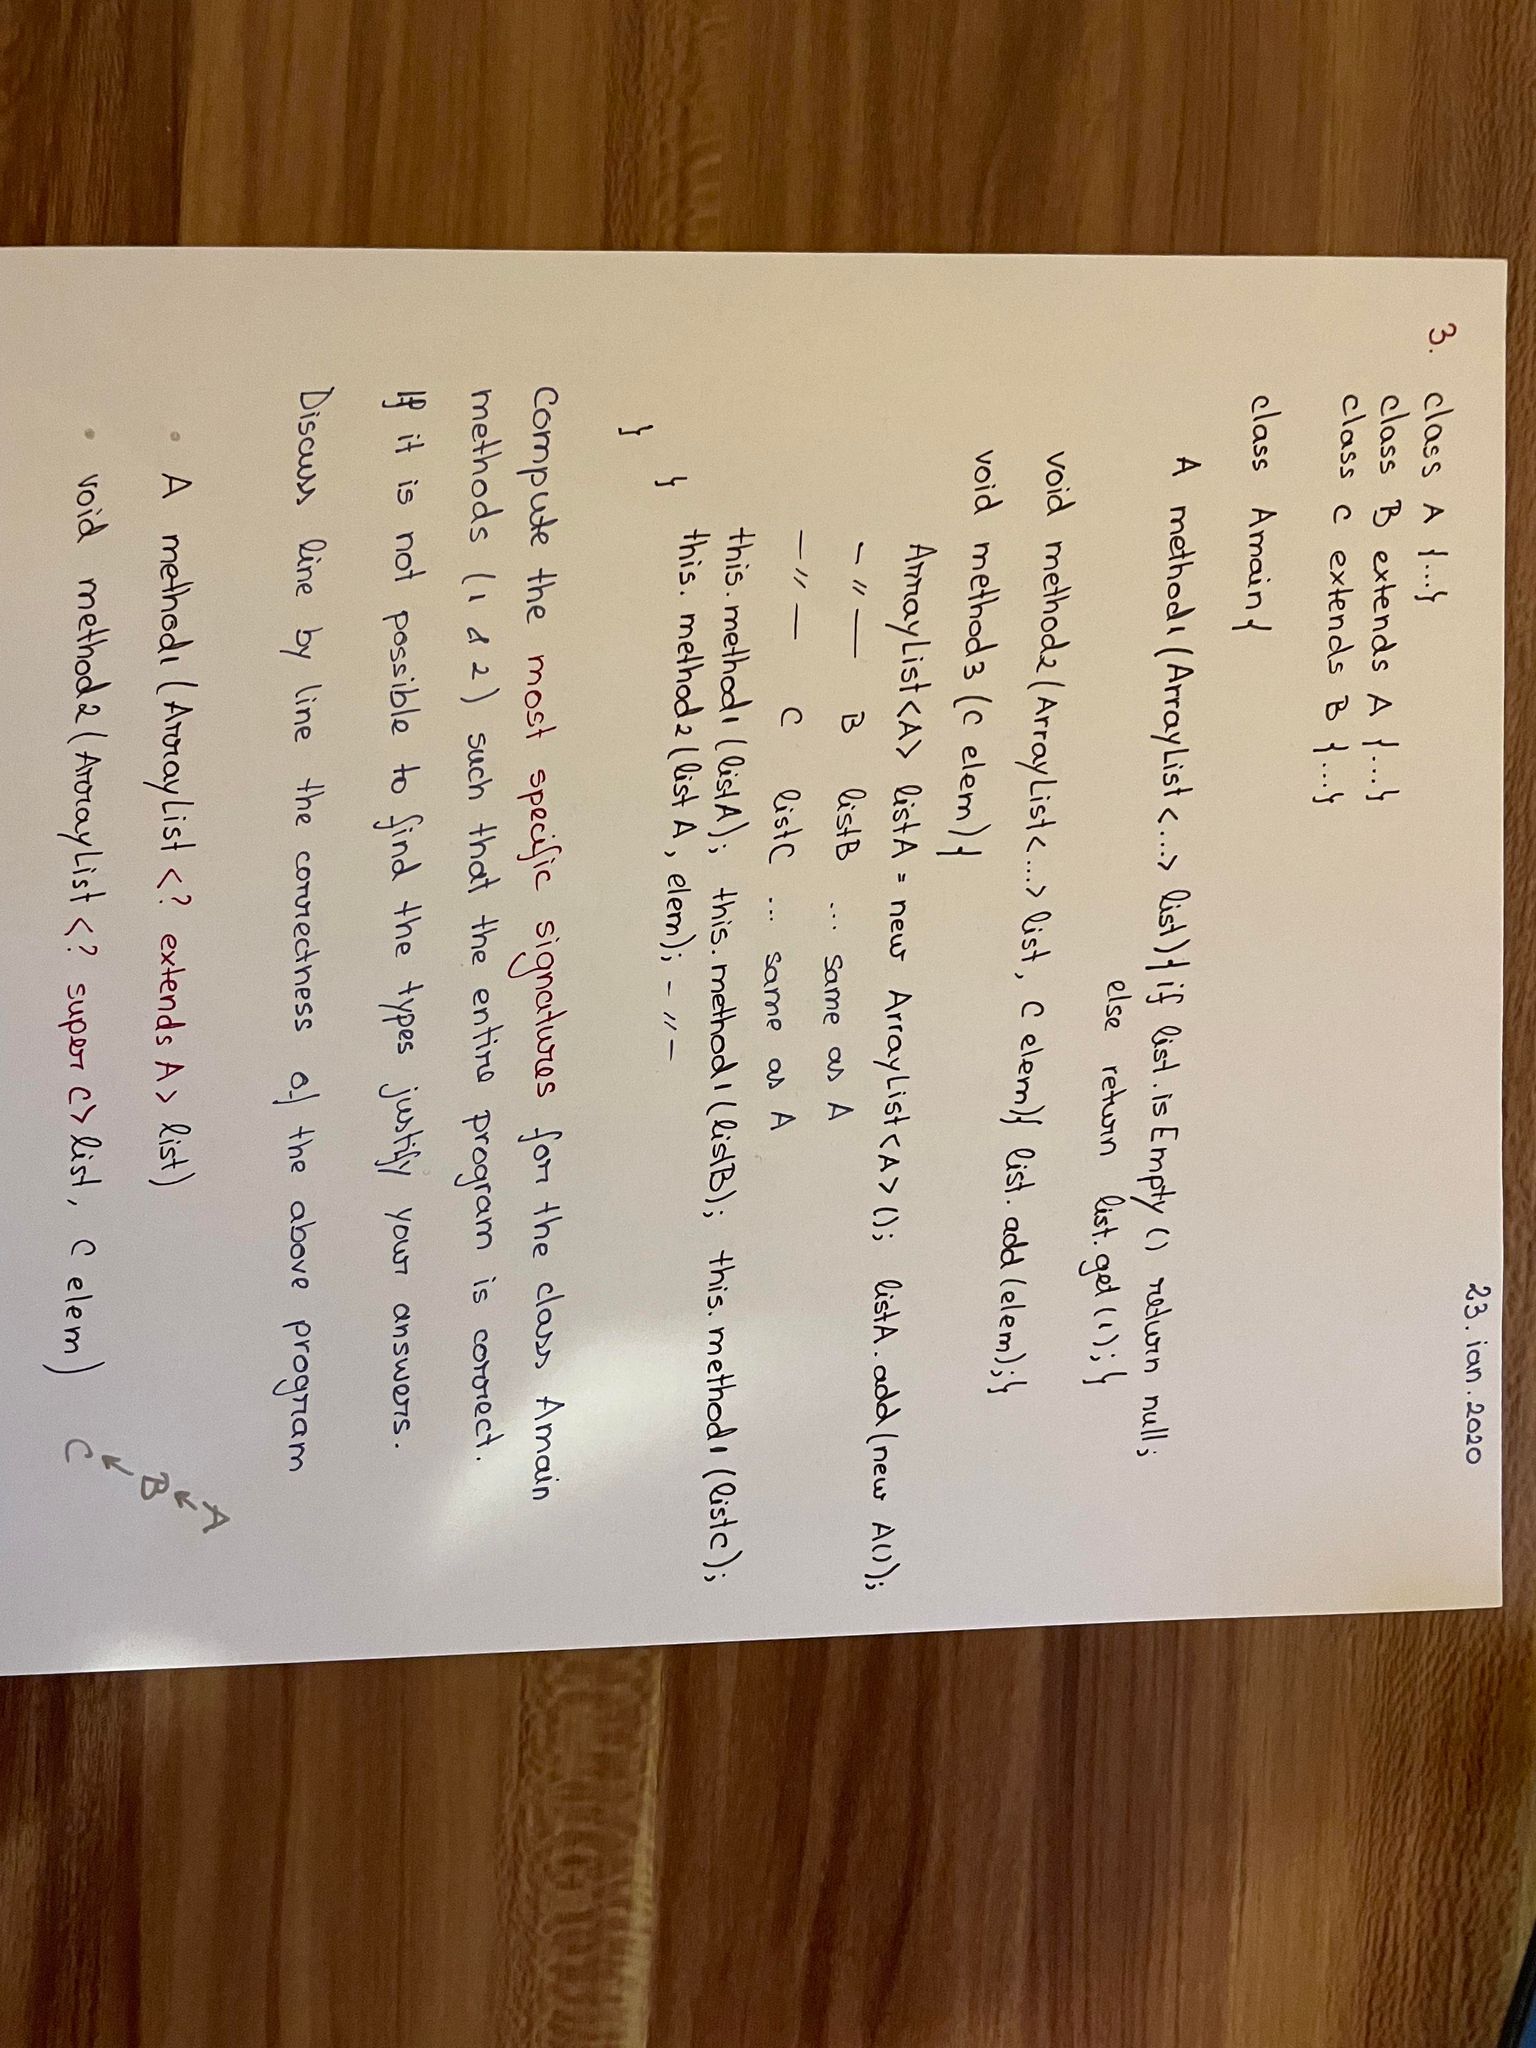 23. ian. 2020
3. class A {...}
class B extends A {...}
class C extends B {...}
class Amain{
A method1 (ArrayList <...> list){ if list.isEmpty () return null;
else return list.get (1); }
void method2 (ArrayList <...> list, C elem){ list.add (elem);}
void method3 (C elem) {
ArrayList <A> listA = new ArrayList <A> (); listA.add (new A());
— // — B listB ... same as A
— // — C listC ... same as A
this.method1 (listA); this.method1 (listB); this.method1 (listC);
} this.method2 (list A, elem); — // —
}
Compute the most specific signatures for the class Amain
methods (1 & 2) such that the entire program is correct.
If it is not possible to find the types justify your answers.
Discuss line by line the correctness of the above program
A
• A method1 (ArrayList <? extends A> list)
B
• void method2 (ArrayList <? super C> list, C elem)
C